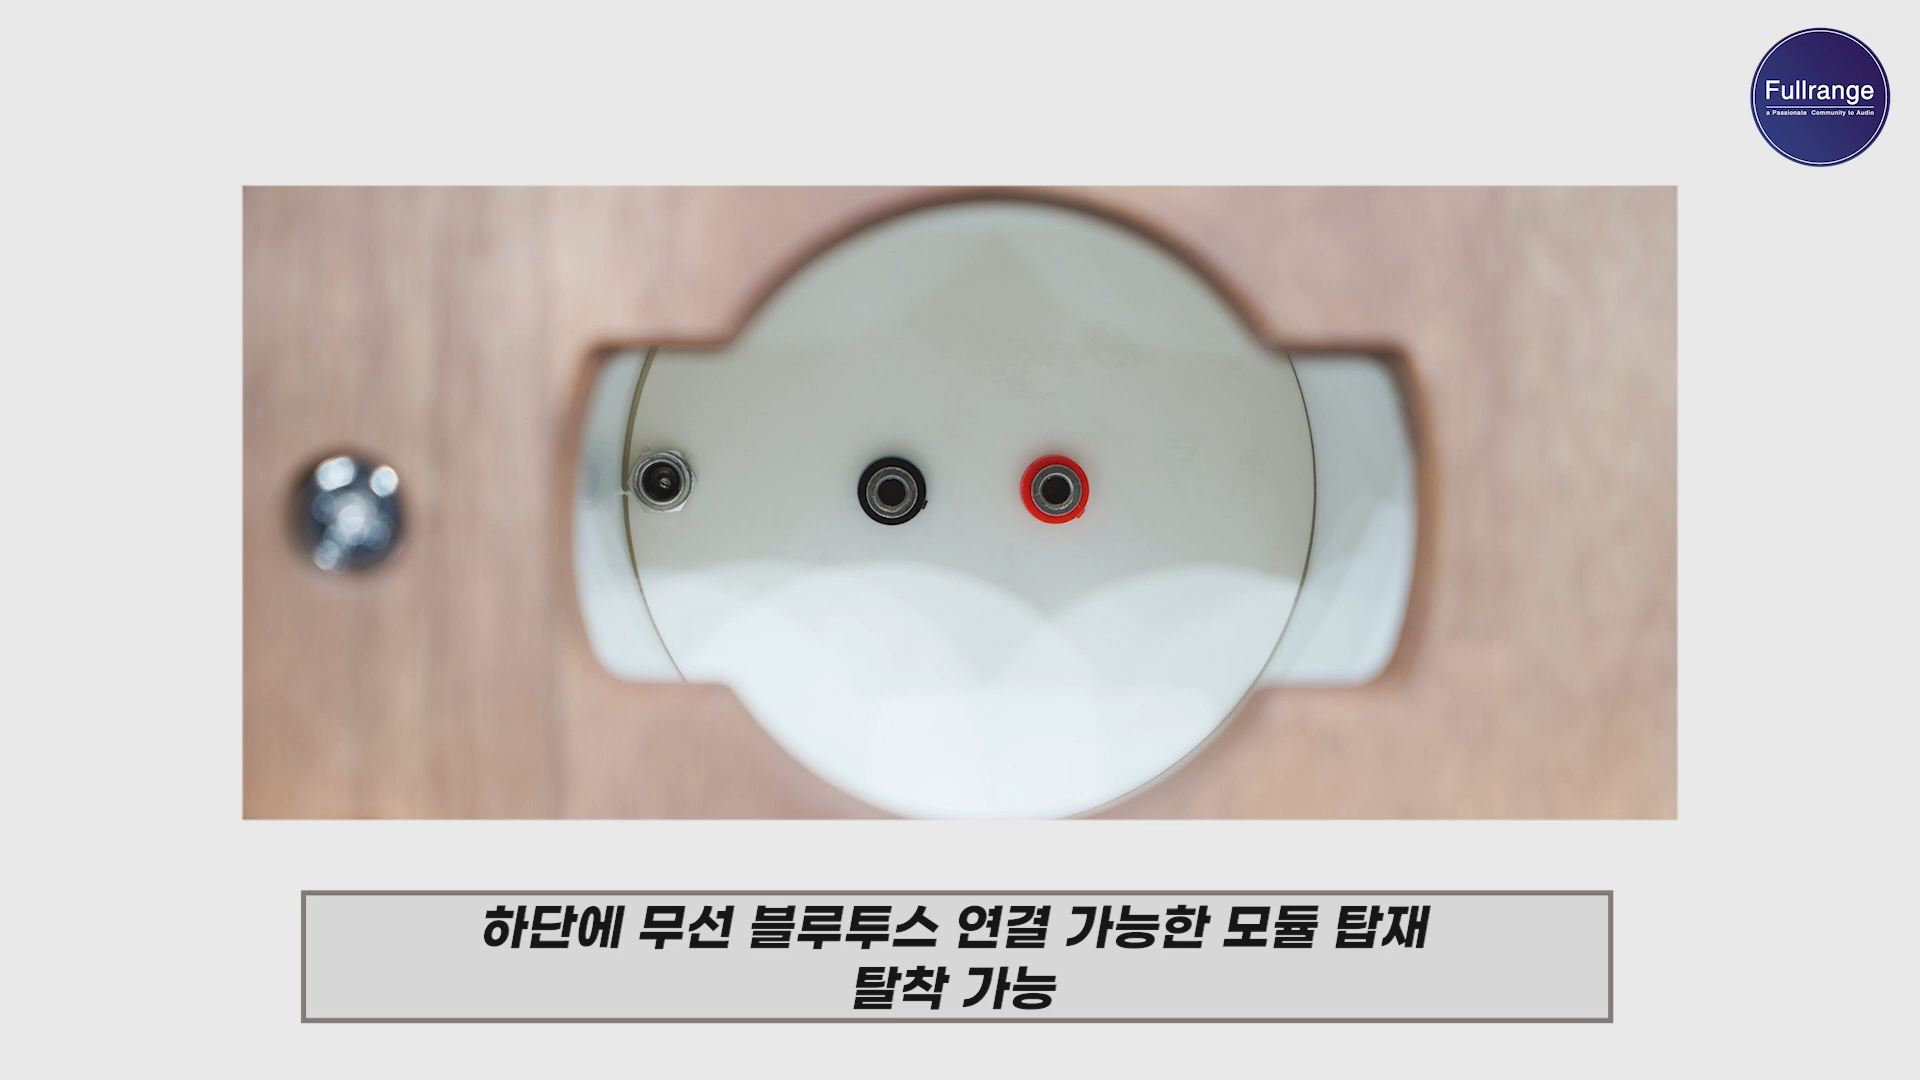 Fullrange
a Passionate Community to Audio
하단에 무선 블루투스 연결 가능한 모듈 탑재
탈착 가능